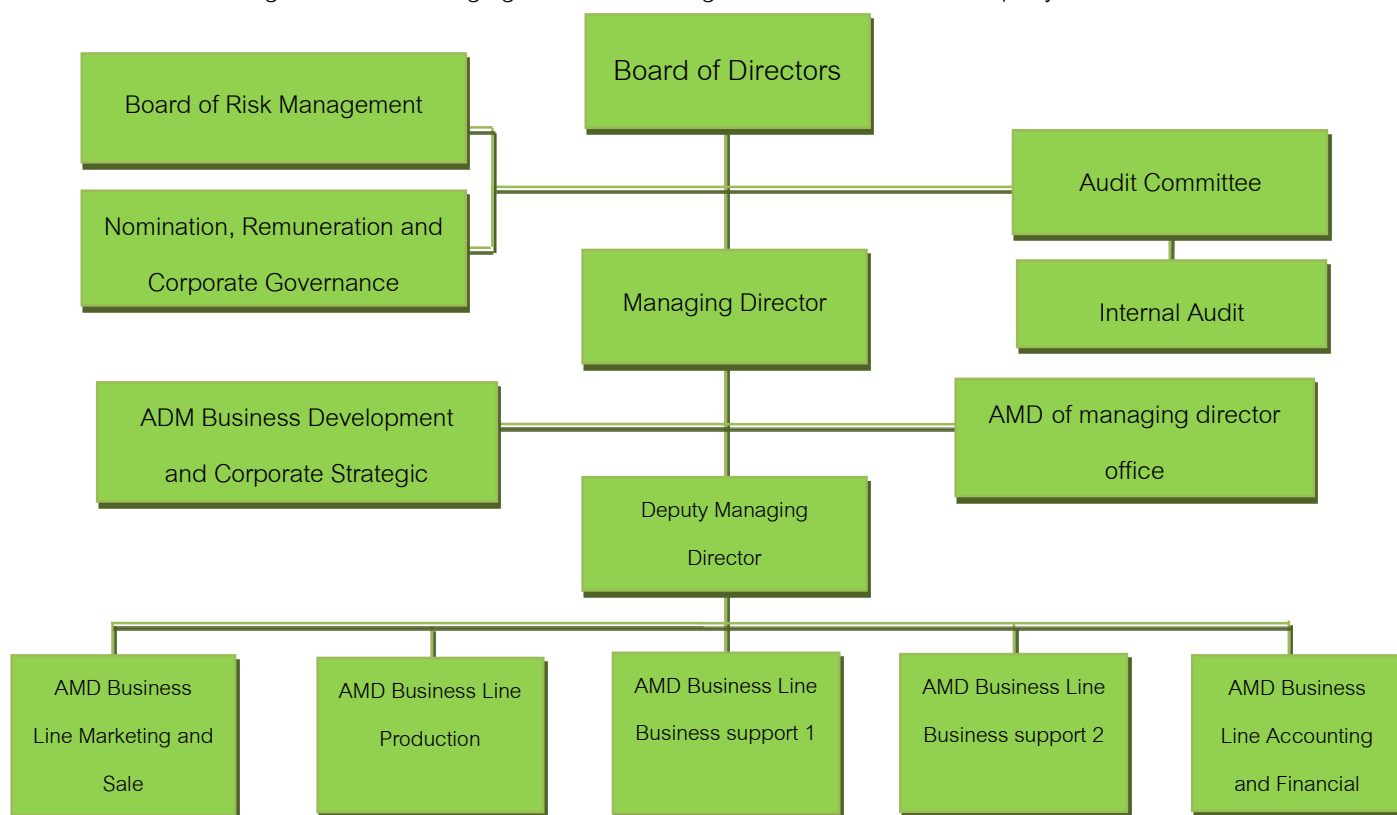 Board of Directors
Board of Risk Management
Audit Committee
Nomination, Remuneration and
Corporate Governance
Managing Director
Internal Audit
ADM Business Development
and Corporate Strategic
AMD of managing director
office
Deputy Managing
Director
AMD Business
Line Marketing and
Sale
AMD Business Line
Production
AMD Business Line
Business support 1
AMD Business Line
Business support 2
AMD Business
Line Accounting
and Financial